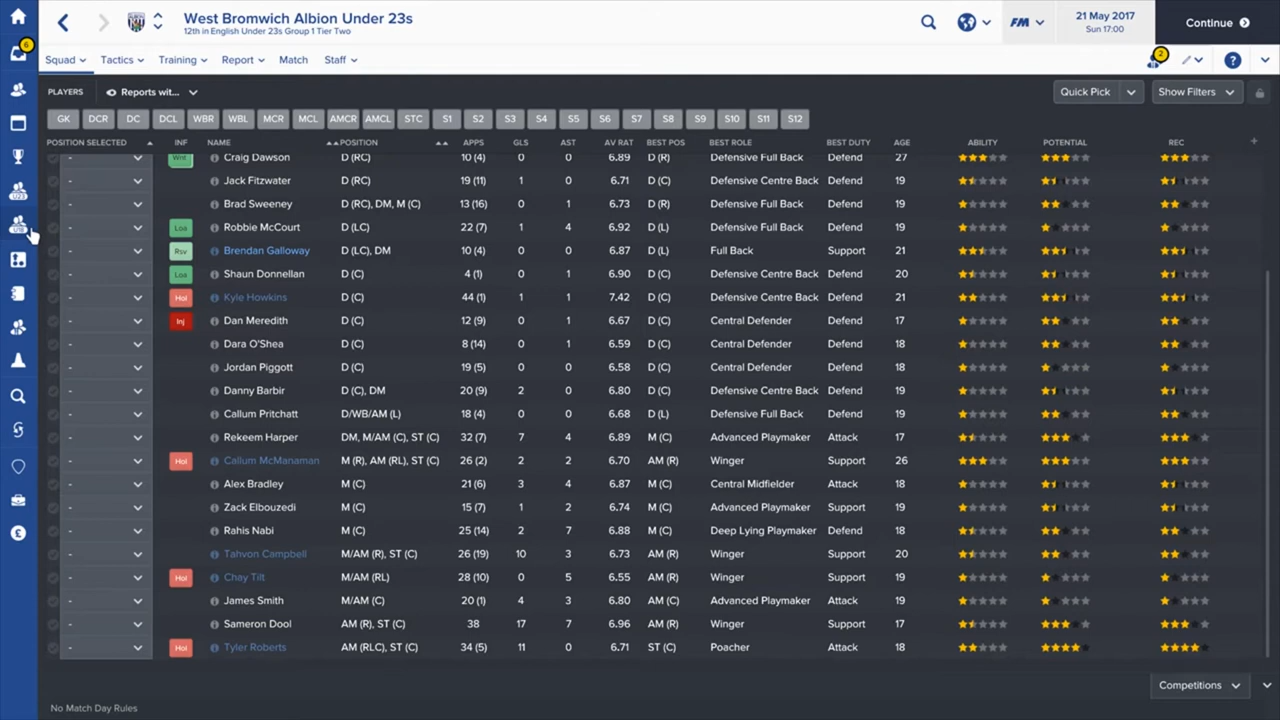 West Bromwich Albion Under 23s
12th in English Under 23s Group 1 Tier Two
FM
21 May 2017
Sun 17:00
Continue
6
2
Squad Tactics Training Report Match Staff
?
PLAYERS Reports wit... Quick Pick Show Filters
GK DCR DC DCL WBR WBL MCR MCL AMCR AMCL STC S1 S2 S3 S4 S5 S6 S7 S8 S9 S10 S11 S12
POSITION SELECTED INF NAME POSITION APPS GLS AST AV RAT BEST POS BEST ROLE BEST DUTY AGE ABILITY POTENTIAL REC +
- Wnt Craig Dawson D (RC) 10 (4) 0 0 6.89 D (R) Defensive Full Back Defend 27
- Jack Fitzwater D (RC) 19 (11) 1 0 6.71 D (C) Defensive Centre Back Defend 19
- Brad Sweeney D (RC), DM, M (C) 13 (16) 0 1 6.73 D (R) Defensive Full Back Defend 19
- Loa Robbie McCourt D (LC) 22 (7) 1 4 6.92 D (L) Defensive Full Back Defend 19
- Rsv Brendan Galloway D (LC), DM 10 (4) 0 0 6.87 D (L) Full Back Support 21
- Loa Shaun Donnellan D (C) 4 (1) 0 1 6.90 D (C) Defensive Centre Back Defend 20
- Hol Kyle Howkins D (C) 44 (1) 1 1 7.42 D (C) Defensive Centre Back Defend 21
- Inj Dan Meredith D (C) 12 (9) 0 1 6.67 D (C) Central Defender Defend 17
- Dara O'Shea D (C) 8 (14) 0 1 6.59 D (C) Central Defender Defend 18
- Jordan Piggott D (C) 19 (5) 1 0 6.58 D (C) Central Defender Defend 18
- Danny Barbir D (C), DM 20 (9) 2 0 6.80 D (C) Defensive Centre Back Defend 19
- Callum Pritchatt D/WB/AM (L) 18 (4) 0 0 6.68 D (L) Defensive Full Back Defend 19
- Rekeem Harper DM, M/AM (C), ST (C) 32 (7) 7 4 6.89 M (C) Advanced Playmaker Attack 17
- Hol Callum McManaman M (R), AM (RL), ST (C) 26 (2) 2 2 6.70 AM (R) Winger Support 26
- Alex Bradley M (C) 21 (6) 3 4 6.87 M (C) Central Midfielder Attack 18
- Zack Elbouzedi M (C) 15 (7) 1 2 6.74 M (C) Advanced Playmaker Support 19
- Rahis Nabi M (C) 25 (14) 2 7 6.88 M (C) Deep Lying Playmaker Defend 18
- Tahvon Campbell M/AM (R), ST (C) 26 (19) 10 3 6.73 AM (R) Winger Support 20
- Hol Chay Tilt M/AM (RL) 28 (10) 0 5 6.55 AM (R) Winger Support 19
- James Smith M/AM (C) 20 (1) 4 3 6.80 AM (C) Advanced Playmaker Attack 19
- Sameron Dool AM (R), ST (C) 38 17 7 6.96 AM (R) Winger Support 17
- Hol Tyler Roberts AM (RLC), ST (C) 34 (5) 11 0 6.71 ST (C) Poacher Attack 18
U23
U18
£
Competitions
No Match Day Rules